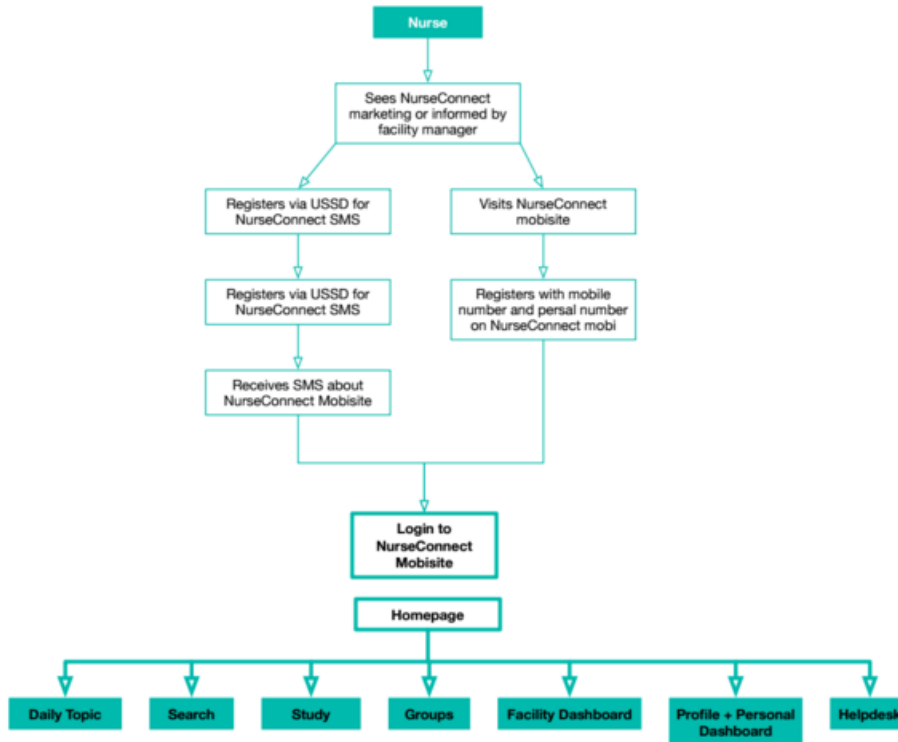 Nurse
Sees NurseConnect
marketing or informed by
facility manager
Registers via USSD for
NurseConnect SMS
Visits NurseConnect
mobisite
Registers via USSD for
NurseConnect SMS
Registers with mobile
number and persal number
on NurseConnect mobi
Receives SMS about
NurseConnect Mobisite
Login to
NurseConnect
Mobisite
Homepage
Daily Topic
Search
Study
Groups
Facility Dashboard
Profile + Personal
Dashboard
Helpdesk